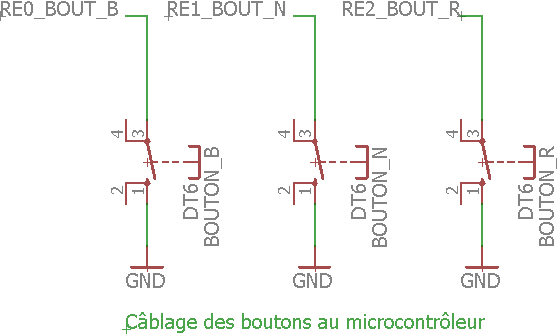 RE0_BOUT_B RE1_BOUT_N RE2_BOUT_R
4 3 4 3 4 3
2 1 2 1 2 1
DT6 DT6 DT6
BOUTON_B BOUTON_N BOUTON_R
GND GND GND
Câblage des boutons au microcontrôleur